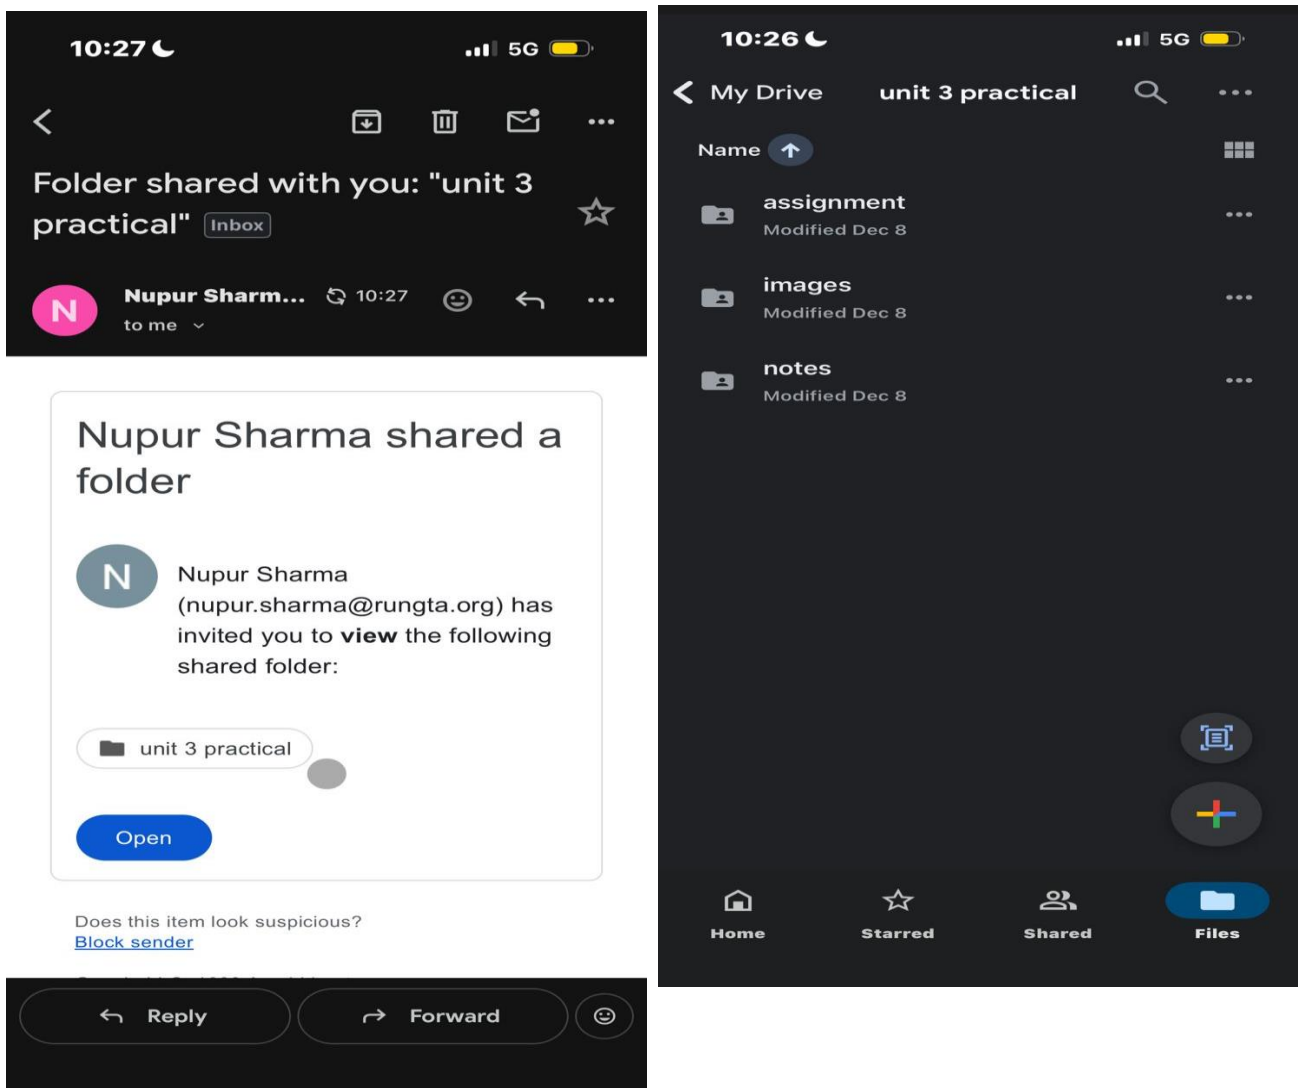 10:27
5G
Folder shared with you: "unit 3
practical" Inbox
N
Nupur Sharm... 10:27
to me
Nupur Sharma shared a
folder
N
Nupur Sharma
(nupur.sharma@rungta.org) has
invited you to view the following
shared folder:
unit 3 practical
Open
Does this item look suspicious?
Block sender
Reply
Forward
10:26
5G
My Drive
unit 3 practical
Name
assignment
Modified Dec 8
images
Modified Dec 8
notes
Modified Dec 8
Home
Starred
Shared
Files